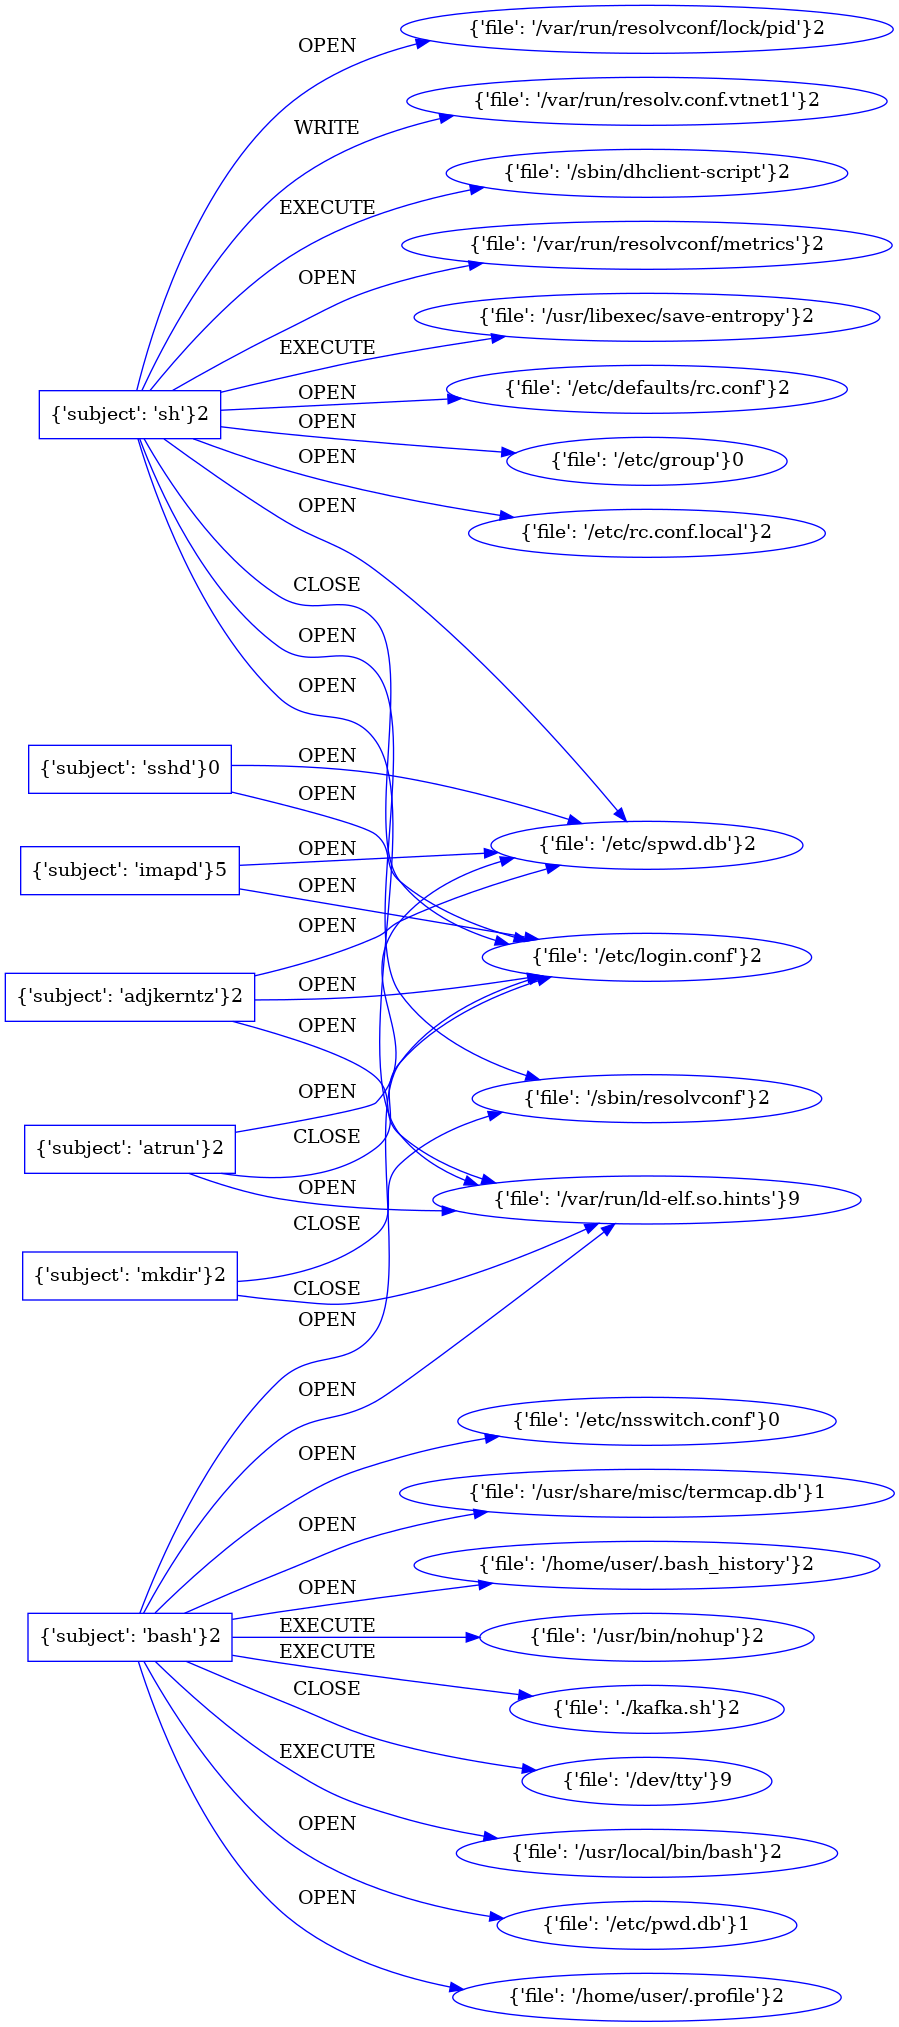 {'file': '/var/run/resolvconf/lock/pid'}2
OPEN
{'file': '/var/run/resolv.conf.vtnet1'}2
WRITE
{'file': '/sbin/dhclient-script'}2
EXECUTE
{'file': '/var/run/resolvconf/metrics'}2
OPEN
{'file': '/usr/libexec/save-entropy'}2
EXECUTE
{'file': '/etc/defaults/rc.conf'}2
OPEN
{'subject': 'sh'}2
OPEN
{'file': '/etc/group'}0
OPEN
OPEN
{'file': '/etc/rc.conf.local'}2
CLOSE
OPEN
OPEN
OPEN
{'subject': 'sshd'}0
OPEN
{'file': '/etc/spwd.db'}2
OPEN
{'subject': 'imapd'}5
OPEN
OPEN
{'file': '/etc/login.conf'}2
OPEN
{'subject': 'adjkerntz'}2
OPEN
OPEN
{'file': '/sbin/resolvconf'}2
CLOSE
{'subject': 'atrun'}2
OPEN
{'file': '/var/run/ld-elf.so.hints'}9
CLOSE
{'subject': 'mkdir'}2
CLOSE
OPEN
OPEN
{'file': '/etc/nsswitch.conf'}0
OPEN
{'file': '/usr/share/misc/termcap.db'}1
OPEN
{'file': '/home/user/.bash_history'}2
OPEN
EXECUTE
{'subject': 'bash'}2
{'file': '/usr/bin/nohup'}2
EXECUTE
CLOSE
{'file': './kafka.sh'}2
EXECUTE
{'file': '/dev/tty'}9
OPEN
{'file': '/usr/local/bin/bash'}2
OPEN
{'file': '/etc/pwd.db'}1
{'file': '/home/user/.profile'}2